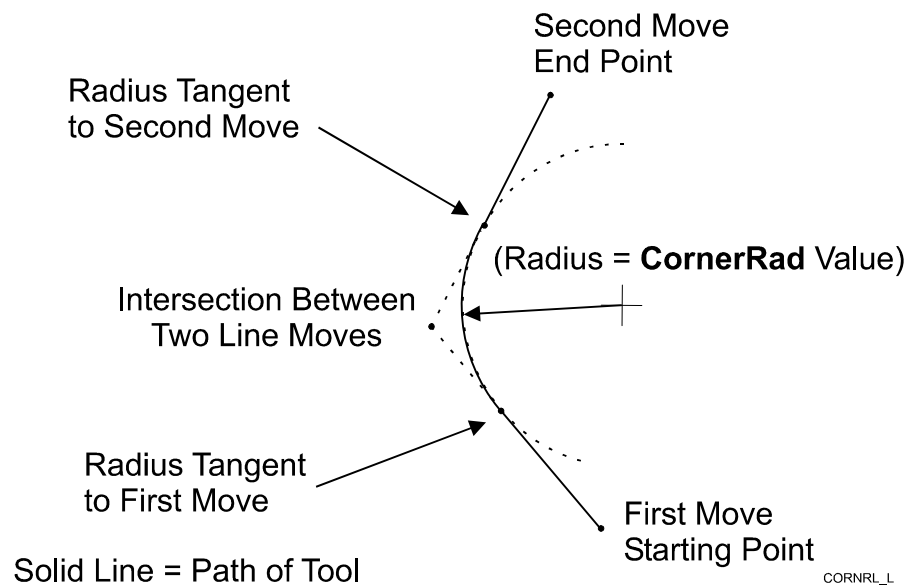 Second Move
End Point
Radius Tangent
to Second Move
(Radius = CornerRad Value)
Intersection Between
Two Line Moves
Radius Tangent
to First Move
First Move
Starting Point
Solid Line = Path of Tool
CORNRL_L